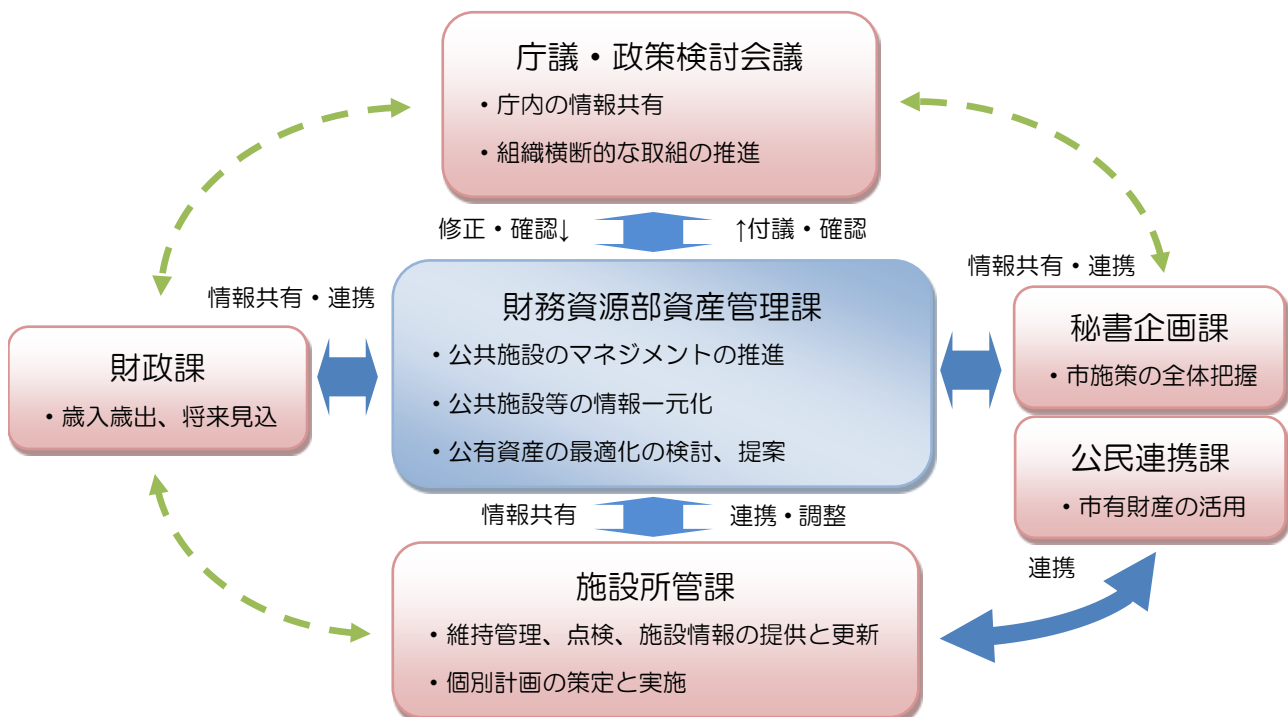 庁議・政策検討会議
・庁内の情報共有
・組織横断的な取組の推進
修正・確認↓
↑付議・確認
情報共有・連携
情報共有・連携
財務資源部資産管理課
・公共施設のマネジメントの推進
・公共施設等の情報一元化
・公有資産の最適化の検討、提案
財政課
・歳入歳出、将来見込
秘書企画課
・市施策の全体把握
公民連携課
・市有財産の活用
情報共有
連携・調整
連携
施設所管課
・維持管理、点検、施設情報の提供と更新
・個別計画の策定と実施